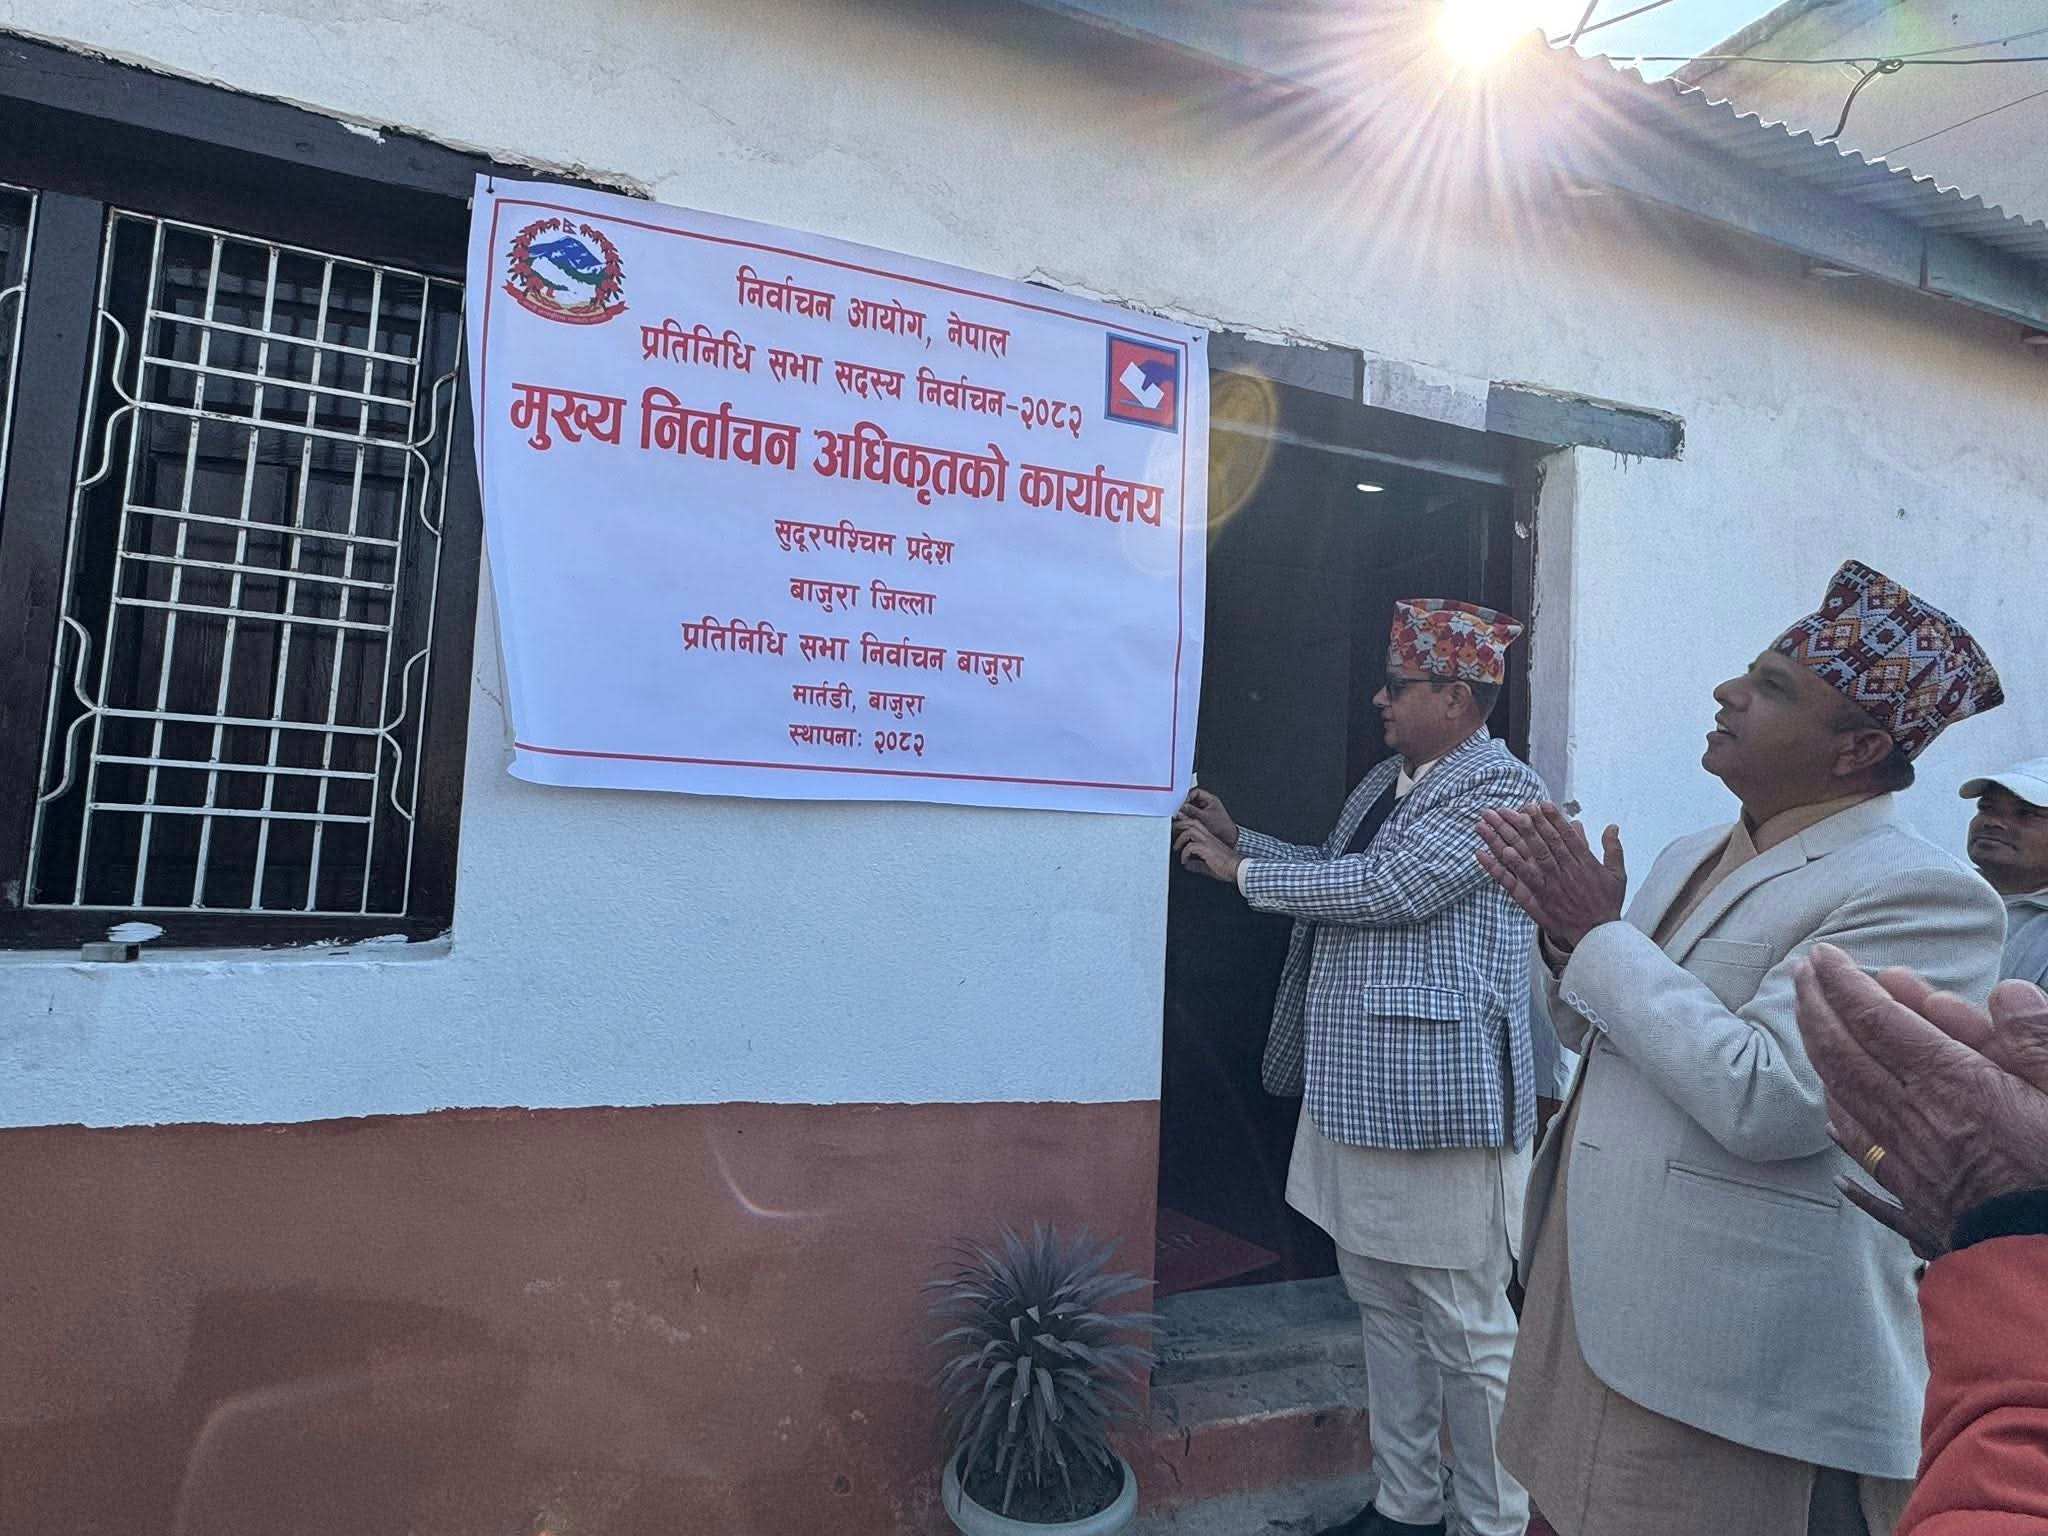 निर्वाचन आयोग, नेपाल
प्रतिनिधि सभा सदस्य निर्वाचन-२०८२
मुख्य निर्वाचन अधिकृतको कार्यालय
सुदूरपश्चिम प्रदेश
बाजुरा जिल्ला
प्रतिनिधि सभा निर्वाचन बाजुरा
मार्तडी, बाजुरा
स्थापनाः २०८२